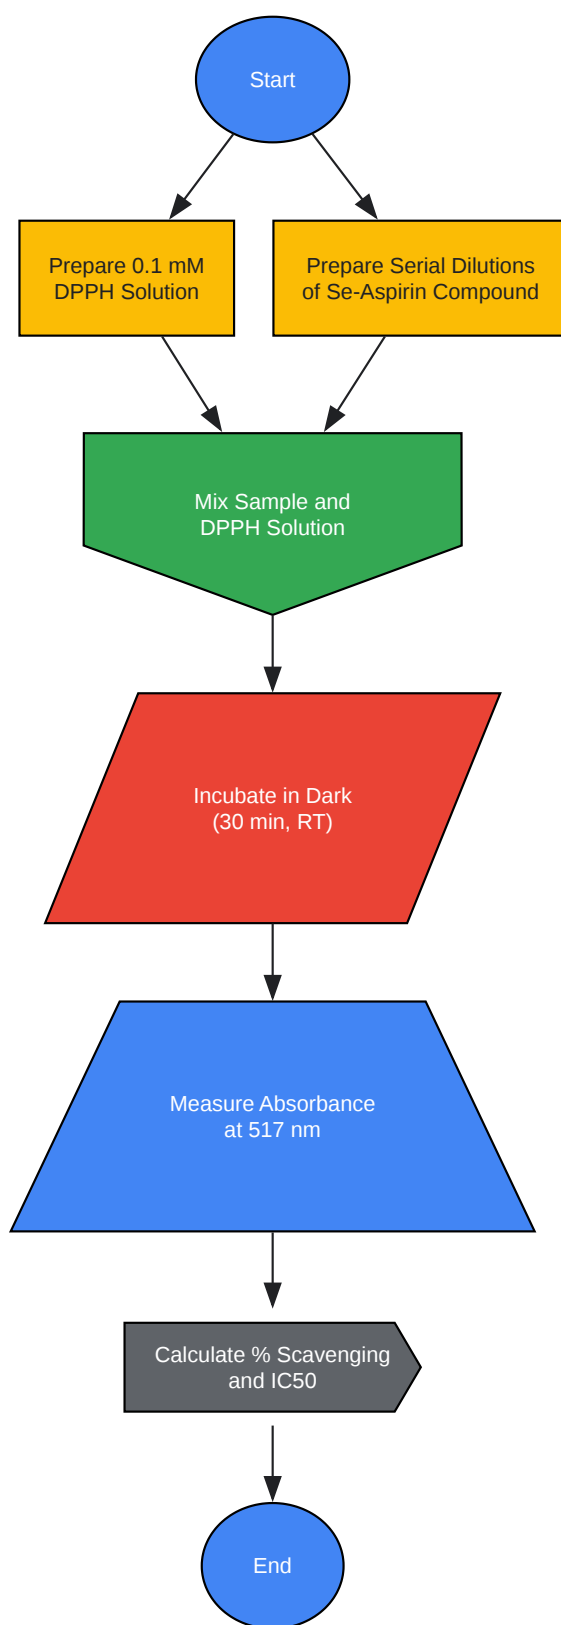 Start
Prepare 0.1 mM
DPPH Solution
Prepare Serial Dilutions
of Se-Aspirin Compound
Mix Sample and
DPPH Solution
Incubate in Dark
(30 min, RT)
Measure Absorbance
at 517 nm
Calculate % Scavenging
and IC50
End